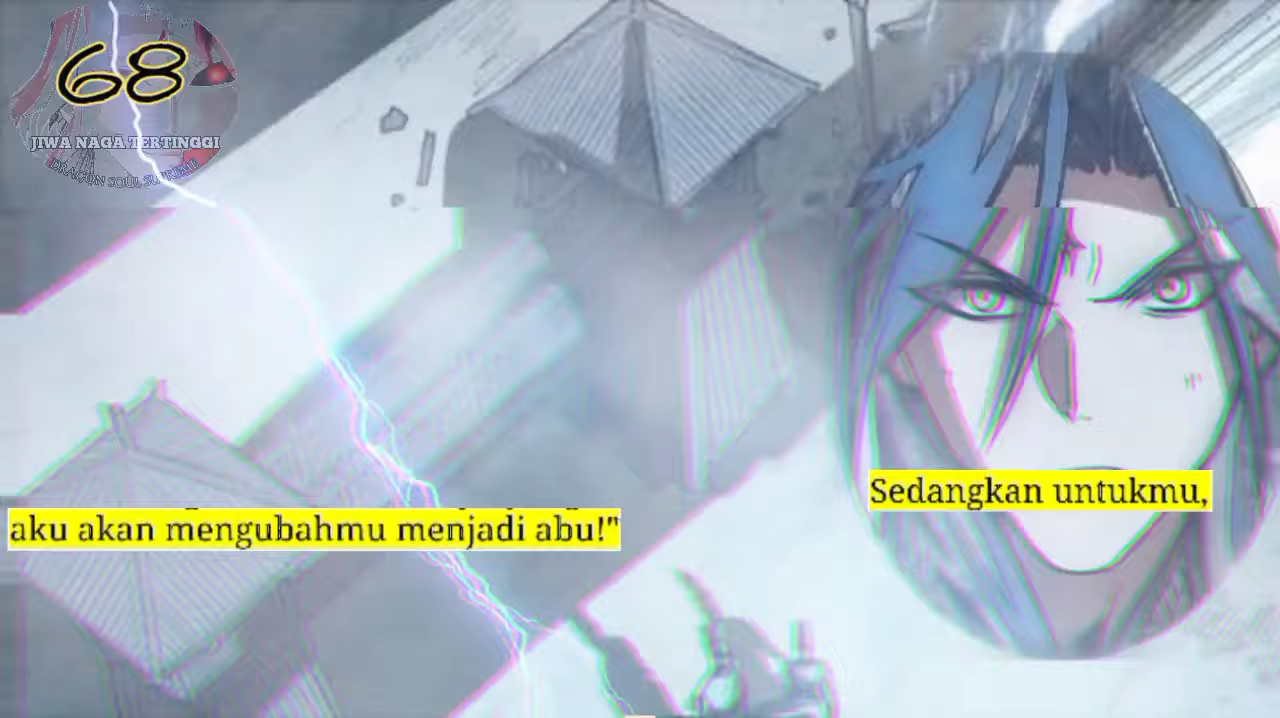 68
JIWA NAGA TERTINGGI
DRAGON SOUL SUPREME
Sedangkan untukmu,
aku akan mengubahmu menjadi abu!"